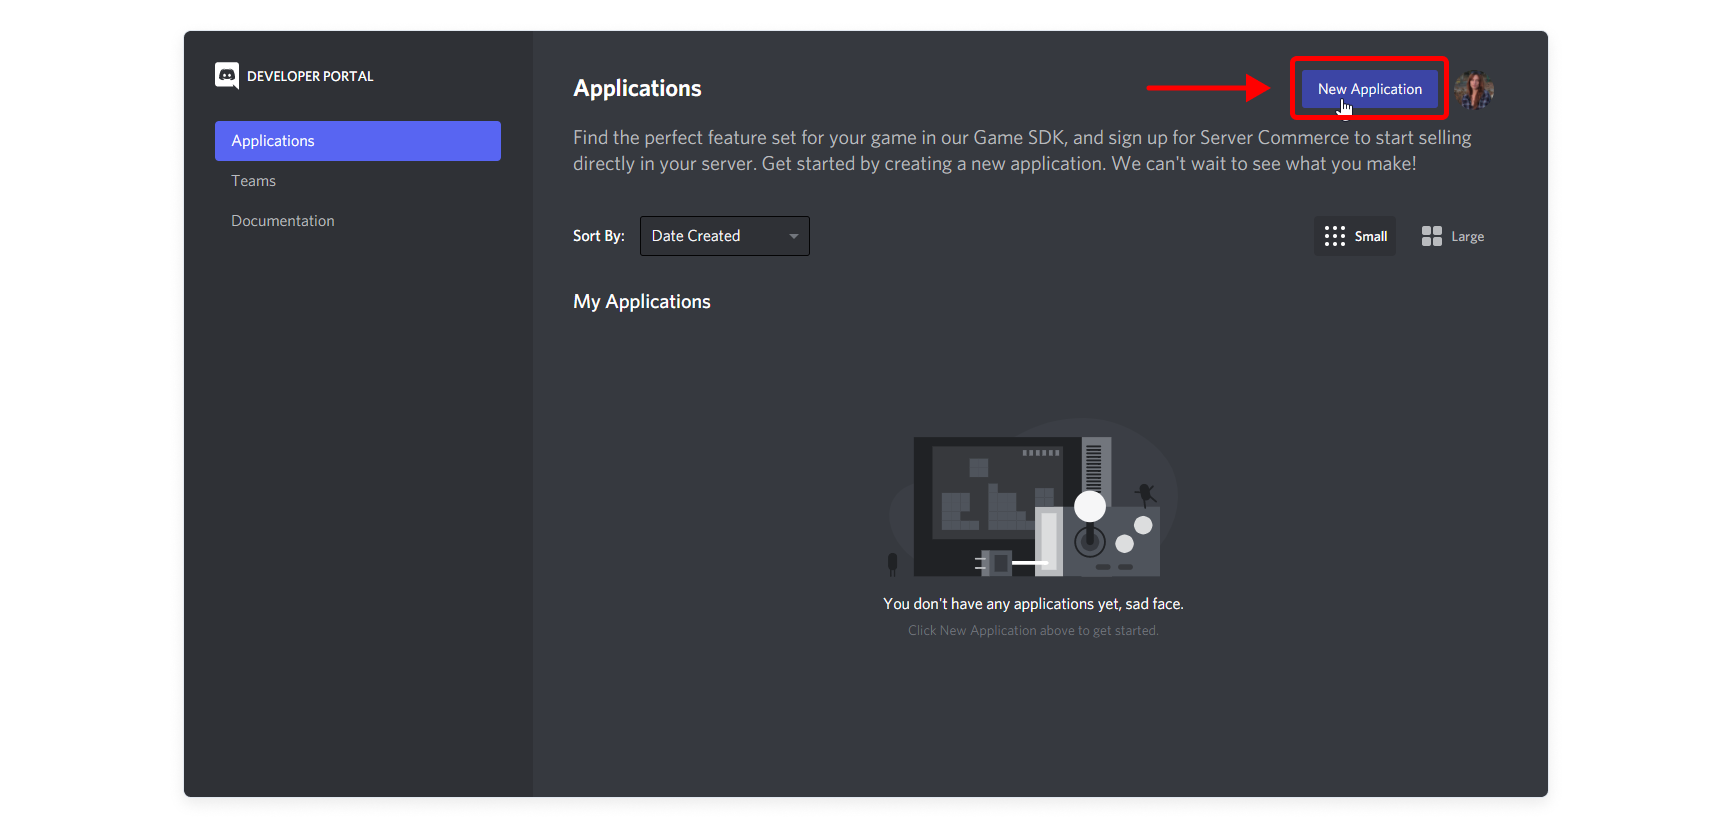 DEVELOPER PORTAL
Applications
Teams
Documentation
Applications
New Application
Find the perfect feature set for your game in our Game SDK, and sign up for Server Commerce to start selling
directly in your server. Get started by creating a new application. We can't wait to see what you make!
Sort By:
Date Created
Small
Large
My Applications
You don't have any applications yet, sad face.
Click New Application above to get started.